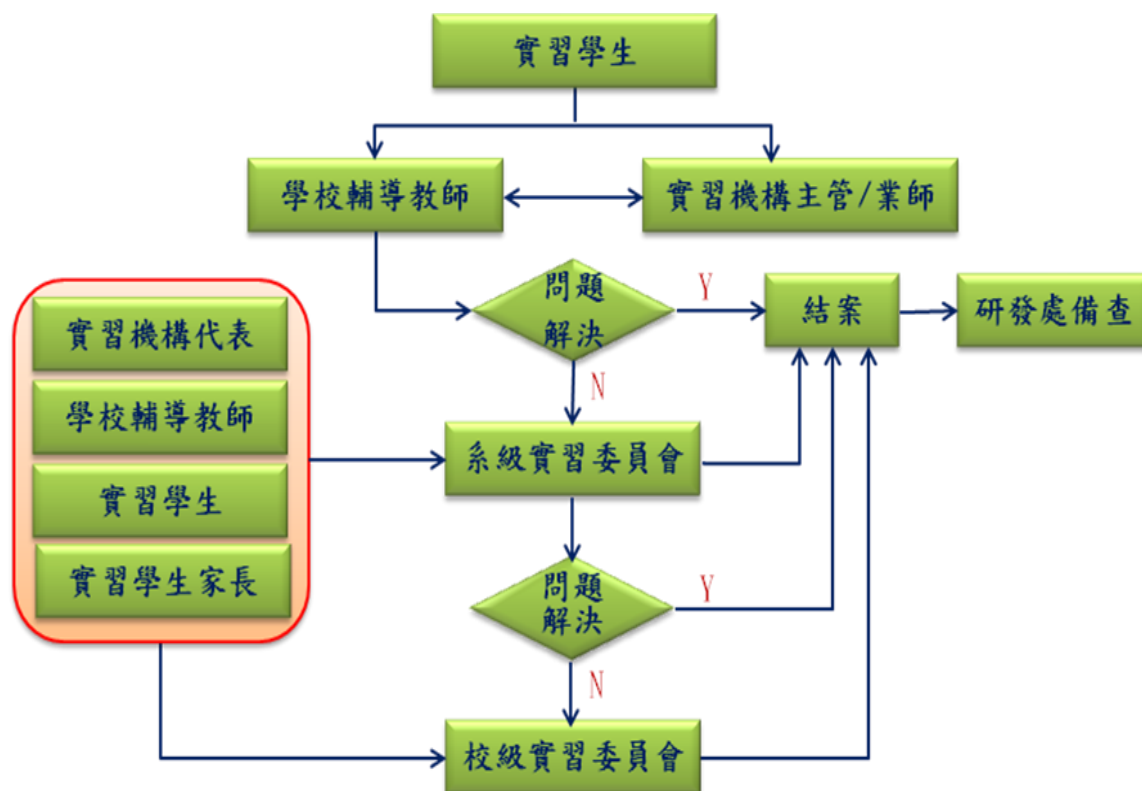 實習學生
學校輔導教師
實習機構主管/業師
問題
解決
Y
結案
研發處備查
N
實習機構代表
學校輔導教師
實習學生
實習學生家長
系級實習委員會
問題
解決
Y
N
校級實習委員會